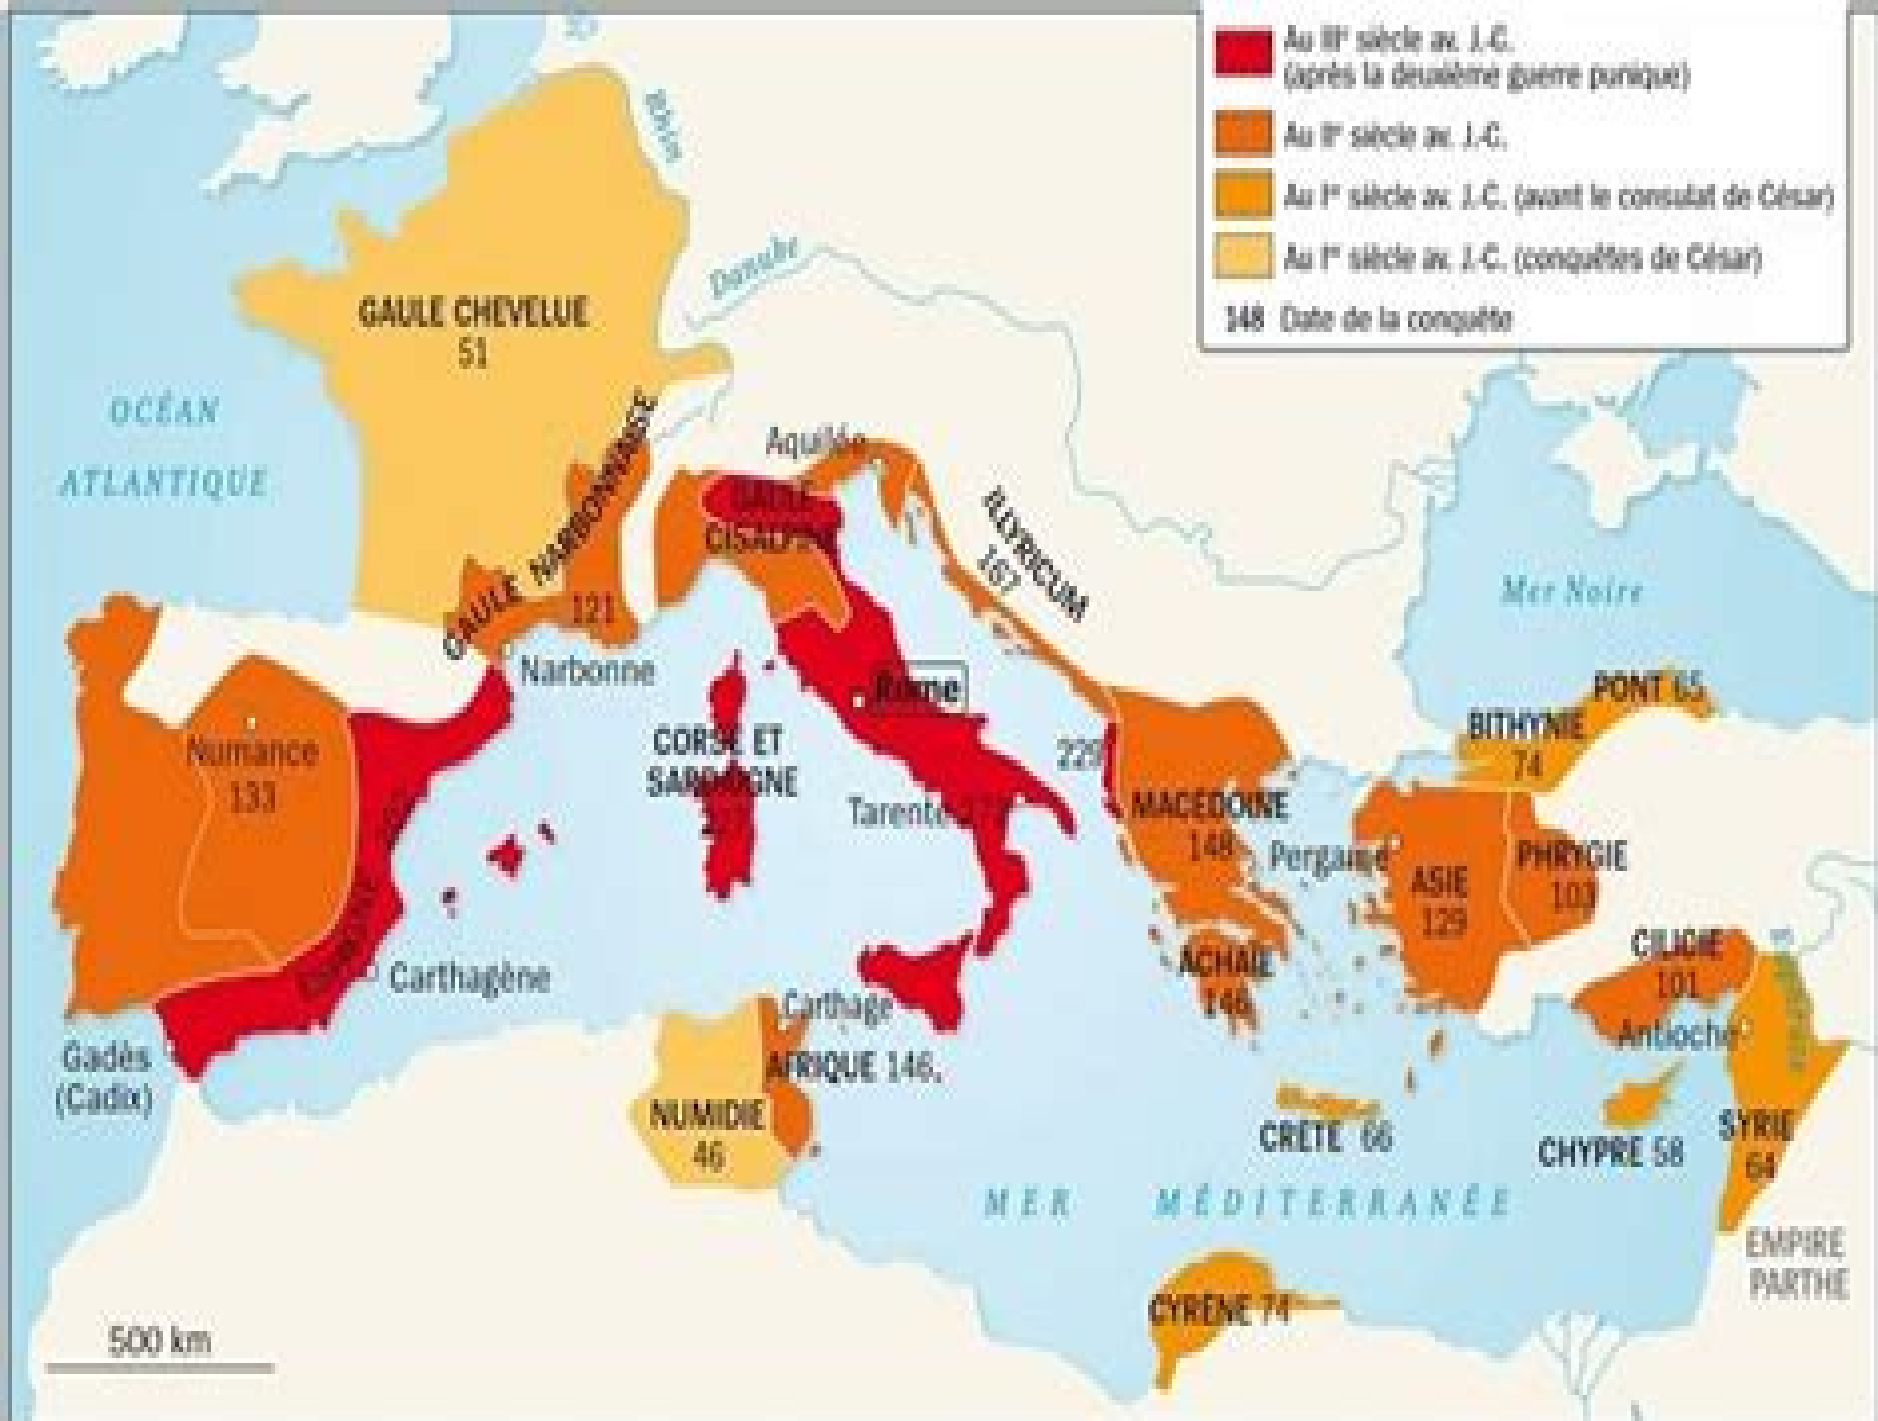 Au IIIᵉ siècle av. J.-C.
(après la deuxième guerre punique)
Au IIᵉ siècle av. J.-C.
Au Iᵉʳ siècle av. J.-C. (avant le consulat de César)
Au Iᵉʳ siècle av. J.-C. (conquêtes de César)
148 Date de la conquête
Rhin
Danube
GAULE CHEVELUE
51
OCÉAN
ATLANTIQUE
GAULE NARBONNAISE
121
Aquilée
GAULE
CISALPINE
ILLYRICUM
167
Mer Noire
Narbonne
Rome
PONT 65
BITHYNIE
74
Numance
133
CORSE ET
SARDAIGNE
229
Tarente
MACÉDOINE
148
Pergame
ASIE
129
PHRYGIE
103
Carthagène
ACHAÏE
146
CILICIE
101
Antioche
Gadès
(Cadix)
Carthage
AFRIQUE 146.
NUMIDIE
46
CRÈTE 66
CHYPRE 58
SYRIE
64
MER MÉDITERRANÉE
EMPIRE
PARTHE
CYRÈNE 74
500 km